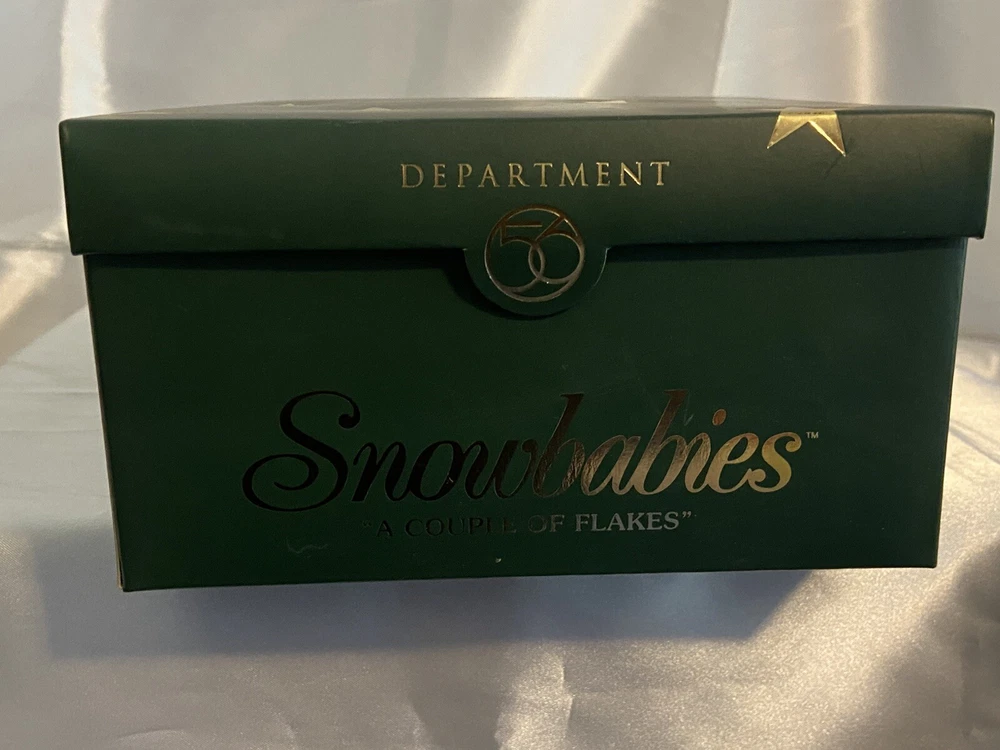 DEPARTMENT
56
Snowbabies™
"A COUPLE OF FLAKES"